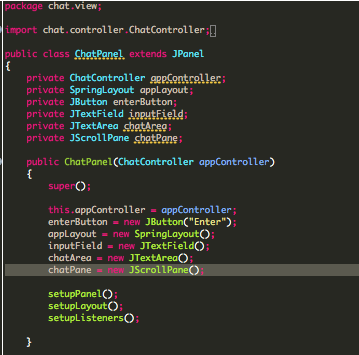 package chat.view;
import chat.controller.ChatController;
public class ChatPanel extends JPanel
{
private ChatController appController;
private SpringLayout appLayout;
private JButton enterButton;
private JTextField inputField;
private JTextArea chatArea;
private JScrollPane chatPane;
public ChatPanel(ChatController appController)
{
super();
this.appController = appController;
enterButton = new JButton("Enter");
appLayout = new SpringLayout();
inputField = new JTextField();
chatArea = new JTextArea();
chatPane = new JScrollPane();
setupPanel();
setupLayout();
setupListeners();
}